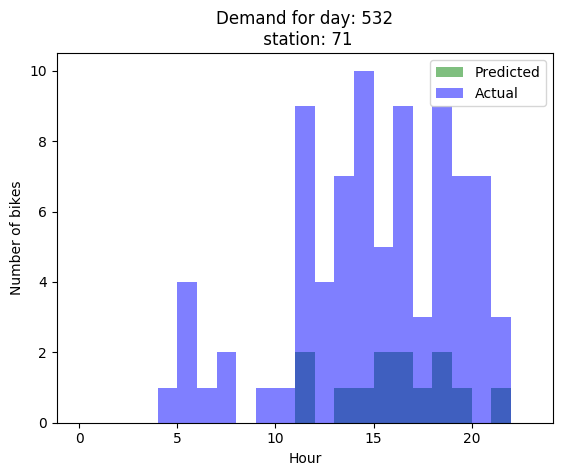 Demand for day: 532
station: 71
Predicted
Actual
Number of bikes
10
8
6
4
2
0
0
5
10
15
20
Hour